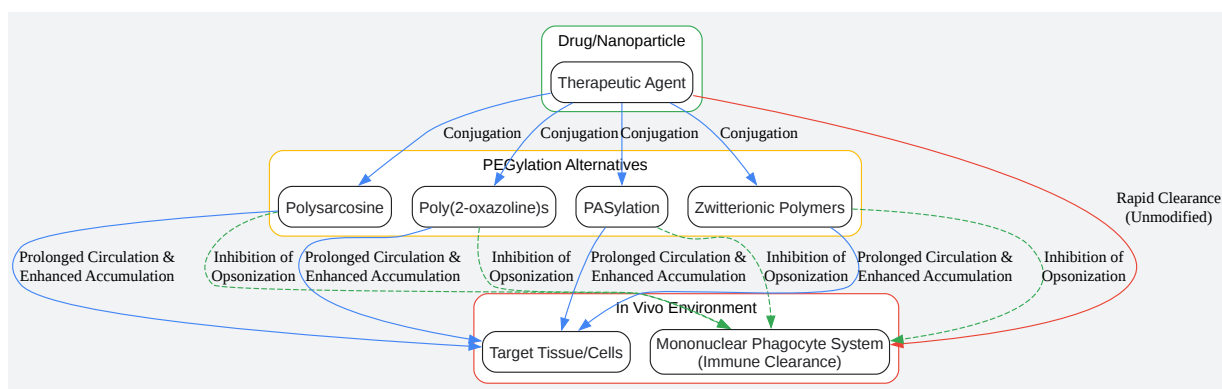 Drug/Nanoparticle
Therapeutic Agent
Conjugation
Conjugation
Conjugation
Conjugation
PEGylation Alternatives
Polysarcosine
Poly(2-oxazoline)s
PASylation
Zwitterionic Polymers
Rapid Clearance
(Unmodified)
Prolonged Circulation &
Enhanced Accumulation
Inhibition of
Opsonization
Prolonged Circulation &
Enhanced Accumulation
Inhibition of
Opsonization
Prolonged Circulation &
Enhanced Accumulation
Inhibition of
Opsonization
Prolonged Circulation &
Enhanced Accumulation
Inhibition of
Opsonization
In Vivo Environment
Target Tissue/Cells
Mononuclear Phagocyte System
(Immune Clearance)